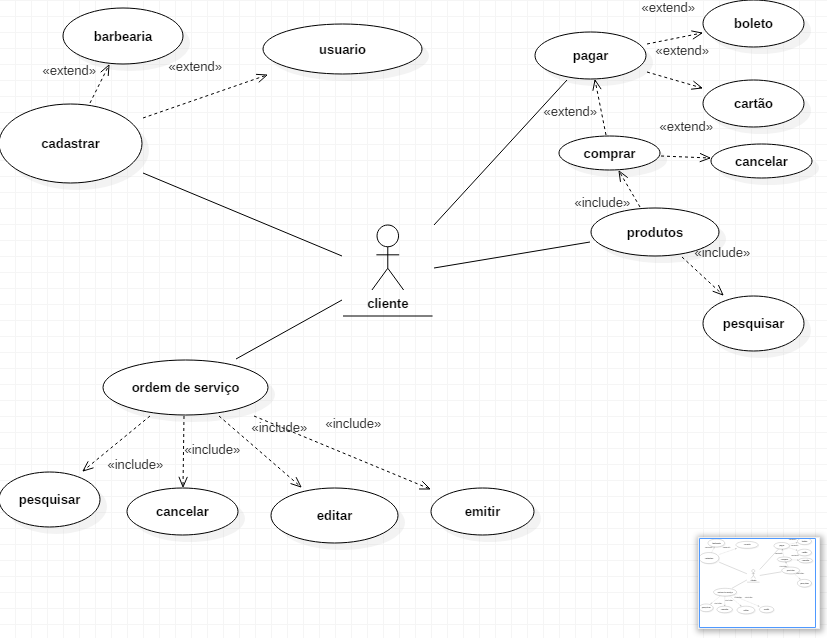 «extend»
boleto
barbearia
usuario
pagar
«extend»
«extend»
«extend»
cartão
«extend»
«extend»
cadastrar
comprar
cancelar
«include»
produtos
«include»
cliente
pesquisar
ordem de serviço
«include»
«include»
«include»
«include»
pesquisar
cancelar
editar
emitir